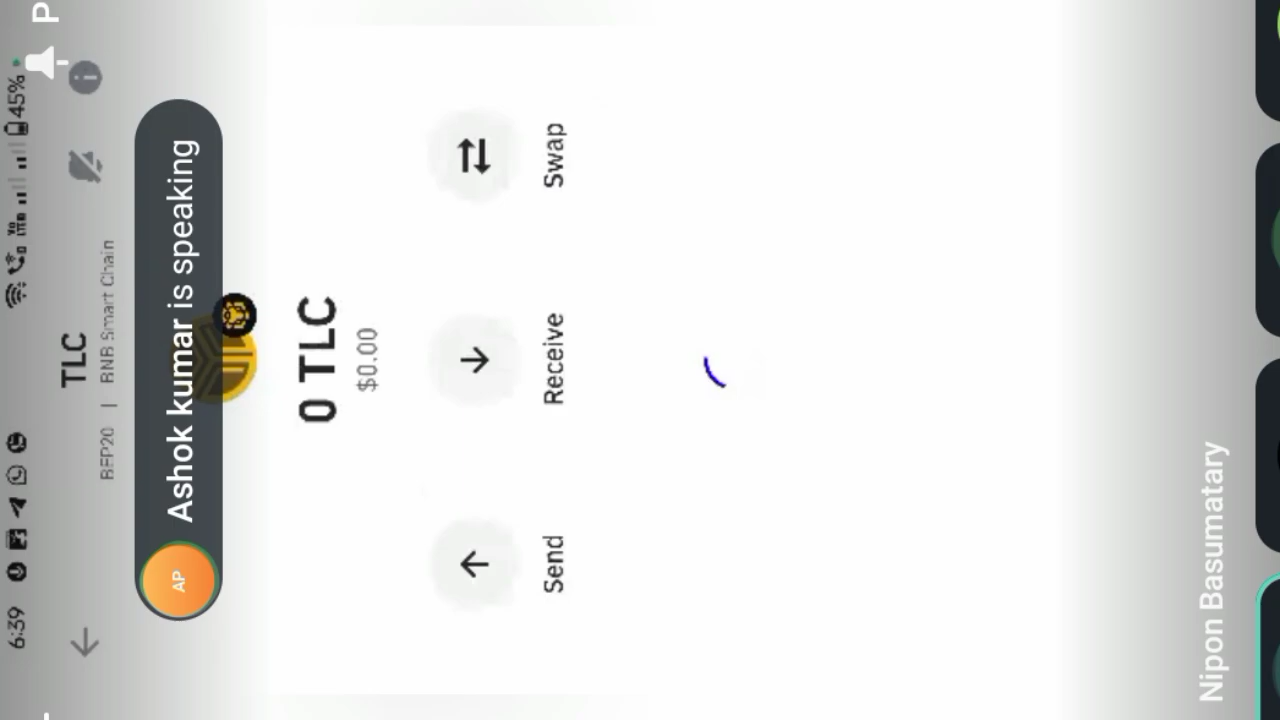 P
6:39
45%
TLC
BEP20 | BNB Smart Chain
AP
Ashok kumar is speaking
0 TLC
$0.00
Send
Receive
Swap
Nipon Basumatary